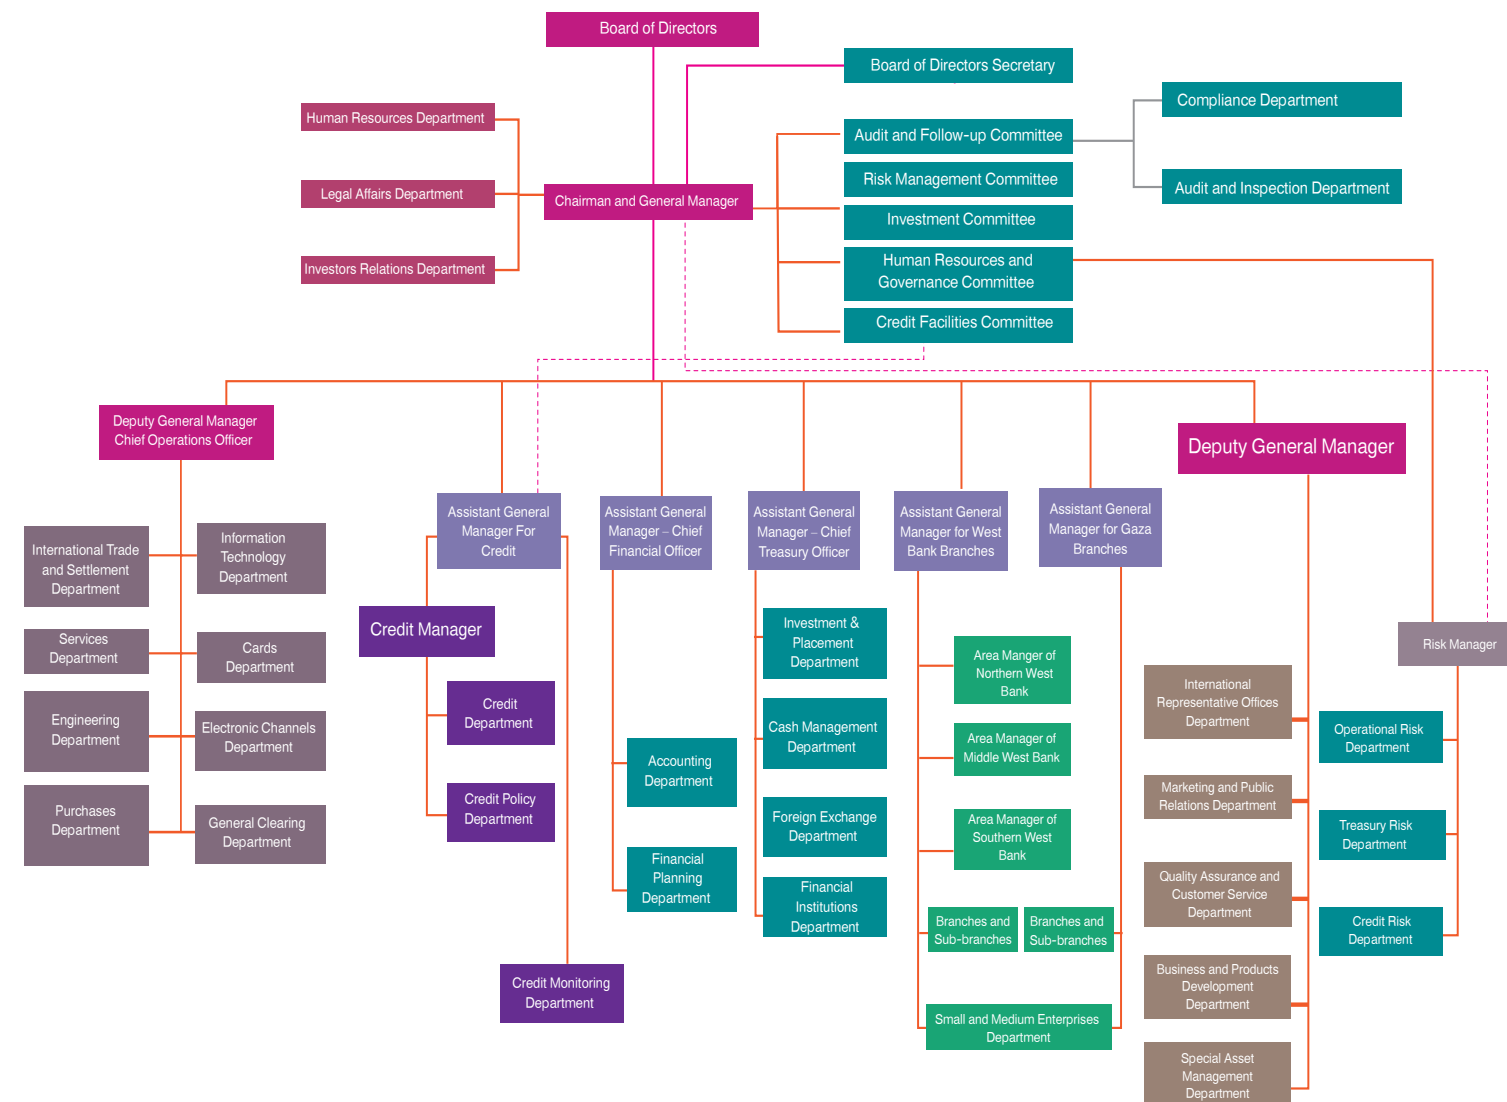 Board of Directors
Board of Directors Secretary
Compliance Department
Human Resources Department
Audit and Follow-up Committee
Risk Management Committee
Audit and Inspection Department
Legal Affairs Department
Chairman and General Manager
Investment Committee
Human Resources and
Governance Committee
Investors Relations Department
Credit Facilities Committee
Deputy General Manager
Chief Operations Officer
Deputy General Manager
Assistant General
Manager For
Credit
Assistant General
Manager – Chief
Financial Officer
Assistant General
Manager – Chief
Treasury Officer
Assistant General
Manager for West
Bank Branches
Assistant General
Manager for Gaza
Branches
International Trade
and Settlement
Department
Information
Technology
Department
Services
Department
Cards
Department
Engineering
Department
Electronic Channels
Department
Purchases
Department
General Clearing
Department
Credit Manager
Credit
Department
Credit Policy
Department
Credit Monitoring
Department
Accounting
Department
Financial
Planning
Department
Investment &
Placement
Department
Cash Management
Department
Foreign Exchange
Department
Financial
Institutions
Department
Area Manger of
Northern West
Bank
Area Manager of
Middle West Bank
Area Manager of
Southern West
Bank
Branches and
Sub-branches
Branches and
Sub-branches
Small and Medium Enterprises
Department
International
Representative Offices
Department
Marketing and Public
Relations Department
Quality Assurance and
Customer Service
Department
Business and Products
Development
Department
Special Asset
Management
Department
Risk Manager
Operational Risk
Department
Treasury Risk
Department
Credit Risk
Department